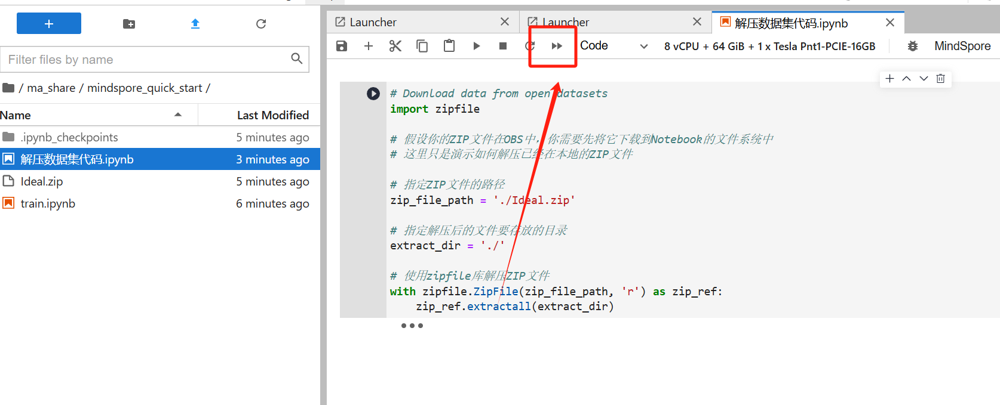 Launcher
Launcher
解压数据集代码.ipynb
Code
8 vCPU + 64 GiB + 1 x Tesla Pnt1-PCIE-16GB
MindSpore
Filter files by name
/ ma_share / mindspore_quick_start /
Name
Last Modified
.ipynb_checkpoints
5 minutes ago
解压数据集代码.ipynb
3 minutes ago
Ideal.zip
5 minutes ago
train.ipynb
6 minutes ago
# Download data from open datasets
import zipfile
# 假设你的ZIP文件在OBS中，你需要先将它下载到Notebook的文件系统中
# 这里只是演示如何解压已经在本地的ZIP文件
# 指定ZIP文件的路径
zip_file_path = './Ideal.zip'
# 指定解压后的文件要存放的目录
extract_dir = './'
# 使用zipfile库解压ZIP文件
with zipfile.ZipFile(zip_file_path, 'r') as zip_ref:
    zip_ref.extractall(extract_dir)